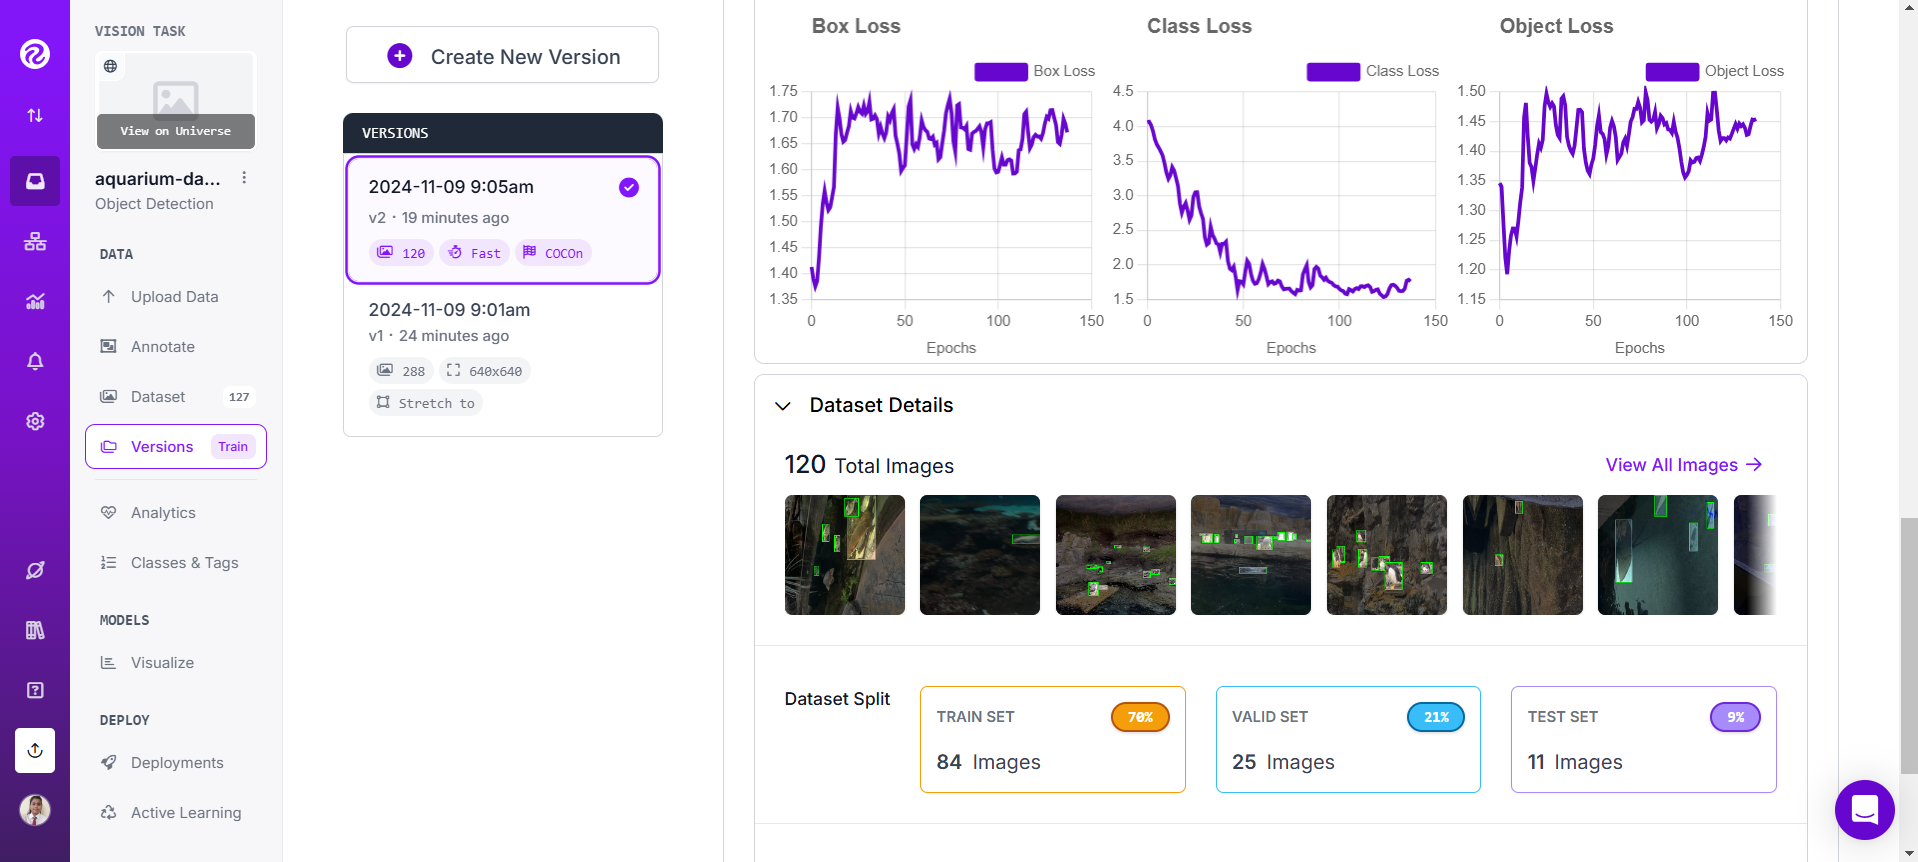 VISION TASK
View on Universe
aquarium-da...
Object Detection
DATA
Upload Data
Annotate
Dataset 127
Versions Train
Analytics
Classes & Tags
MODELS
Visualize
DEPLOY
Deployments
Active Learning
Create New Version
VERSIONS
2024-11-09 9:05am
v2 · 19 minutes ago
120 Fast COCOn
2024-11-09 9:01am
v1 · 24 minutes ago
288 640x640
Stretch to
Box Loss
Box Loss
1.75
1.70
1.65
1.60
1.55
1.50
1.45
1.40
1.35
0 50 100 150
Epochs
Class Loss
Class Loss
4.5
4.0
3.5
3.0
2.5
2.0
1.5
0 50 100 150
Epochs
Object Loss
Object Loss
1.50
1.45
1.40
1.35
1.30
1.25
1.20
1.15
0 50 100 150
Epochs
Dataset Details
120 Total Images
View All Images
Dataset Split
TRAIN SET 70%
84 Images
VALID SET 21%
25 Images
TEST SET 9%
11 Images